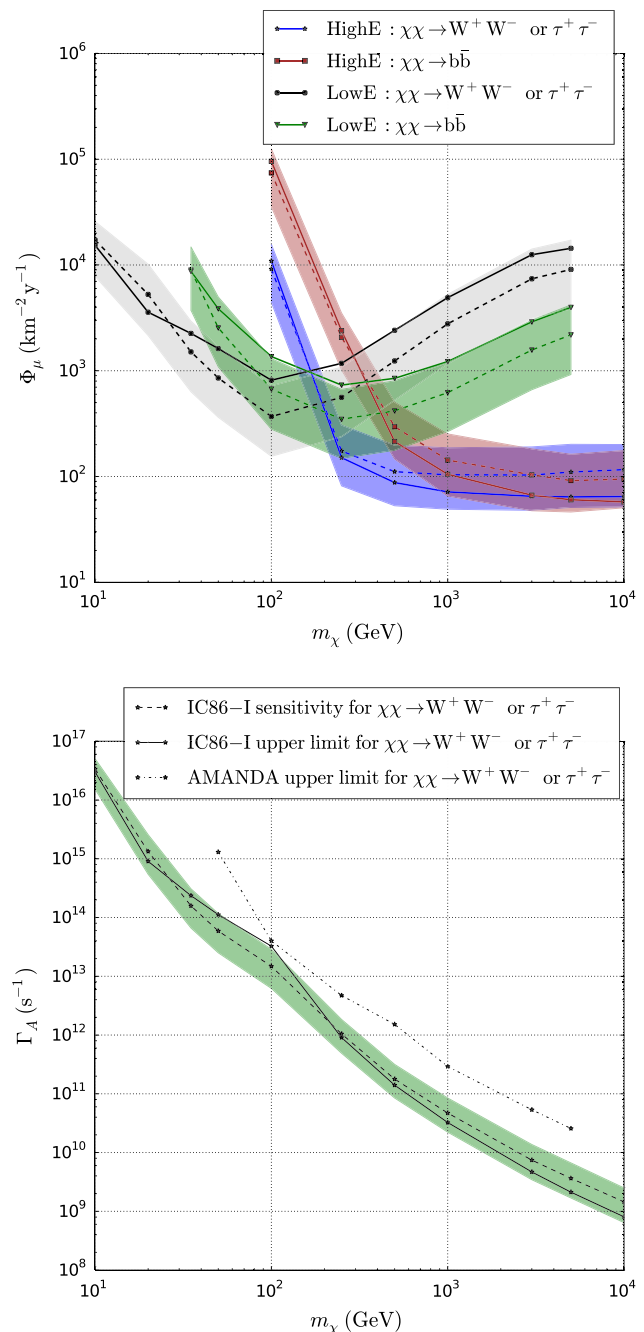 HighE : χχ→W⁺ W⁻ or τ⁺ τ⁻
HighE : χχ→bb̄
LowE : χχ→W⁺ W⁻ or τ⁺ τ⁻
LowE : χχ→bb̄
10⁶
10⁵
10⁴
10³
10²
10¹
Φ_μ (km⁻² y⁻¹)
10¹ 10² 10³ 10⁴
m_χ (GeV)
IC86−I sensitivity for χχ→W⁺ W⁻ or τ⁺ τ⁻
IC86−I upper limit for χχ→W⁺ W⁻ or τ⁺ τ⁻
AMANDA upper limit for χχ→W⁺ W⁻ or τ⁺ τ⁻
10¹⁷
10¹⁶
10¹⁵
10¹⁴
10¹³
10¹²
10¹¹
10¹⁰
10⁹
10⁸
Γ_A (s⁻¹)
10¹ 10² 10³ 10⁴
m_χ (GeV)